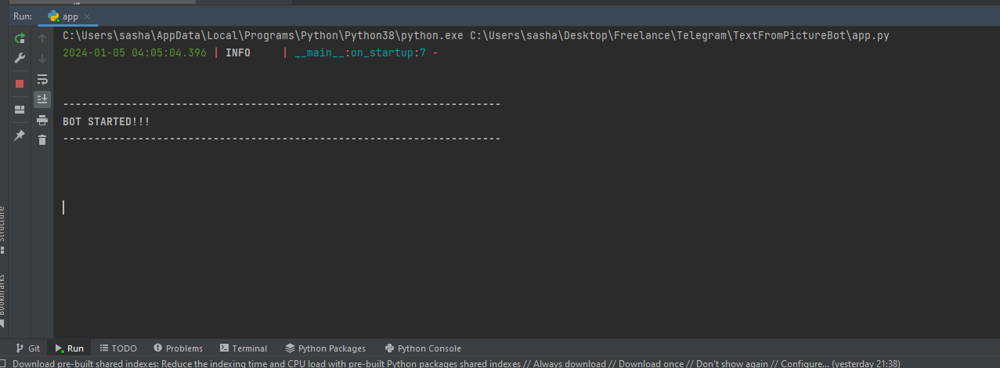 Run:
app
C:\Users\sasha\AppData\Local\Programs\Python\Python38\python.exe C:\Users\sasha\Desktop\Freelance\Telegram\TextFromPictureBot\app.py
2024-01-05 04:05:04.396 | INFO     | __main__:on_startup:7 -
----------------------------------------------------------------------
BOT STARTED!!!
----------------------------------------------------------------------
Structure
Bookmarks
Git Run TODO Problems Terminal Python Packages Python Console
Download pre-built shared indexes: Reduce the indexing time and CPU load with pre-built Python packages shared indexes // Always download // Download once // Don't show again // Configure... (yesterday 21:38)